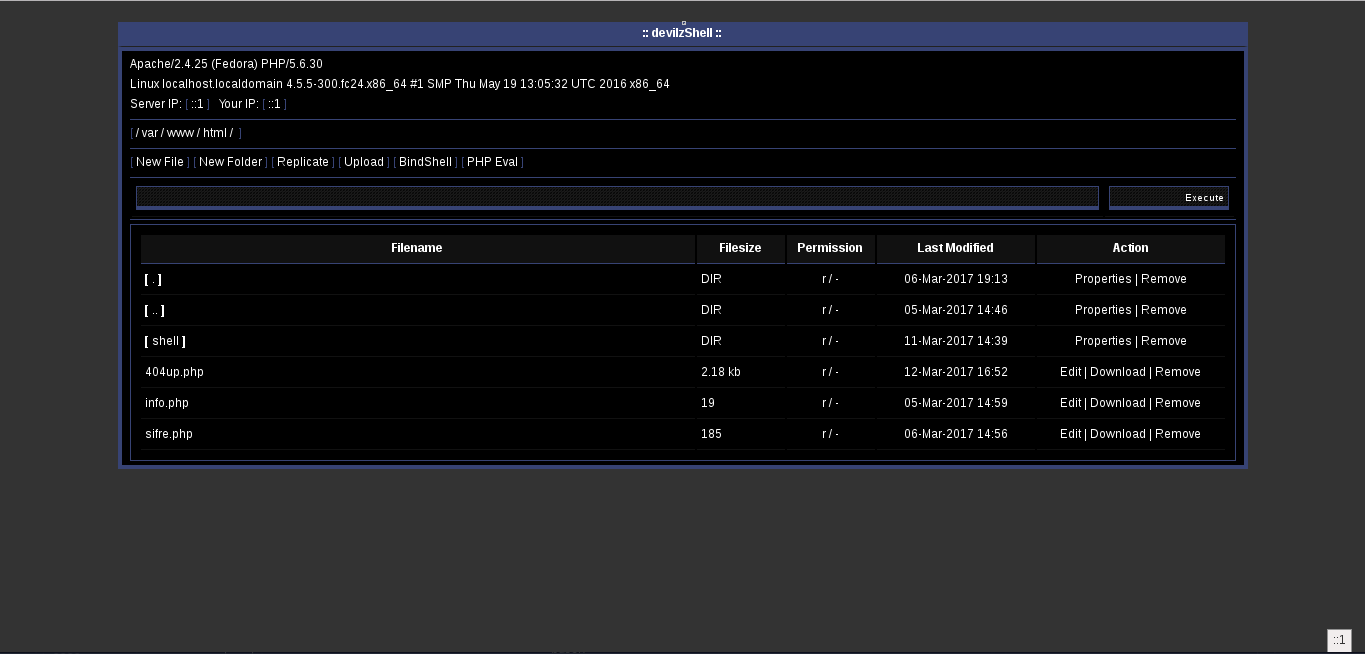 :: devilzShell ::
Apache/2.4.25 (Fedora) PHP/5.6.30
Linux localhost.localdomain 4.5.5-300.fc24.x86_64 #1 SMP Thu May 19 13:05:32 UTC 2016 x86_64
Server IP: [ ::1 ] Your IP: [ ::1 ]
[ / var / www / html / ]
[ New File ] [ New Folder ] [ Replicate ] [ Upload ] [ BindShell ] [ PHP Eval ]
Execute
Filename Filesize Permission Last Modified Action
[ . ] DIR r / - 06-Mar-2017 19:13 Properties | Remove
[ .. ] DIR r / - 05-Mar-2017 14:46 Properties | Remove
[ shell ] DIR r / - 11-Mar-2017 14:39 Properties | Remove
404up.php 2.18 kb r / - 12-Mar-2017 16:52 Edit | Download | Remove
info.php 19 r / - 05-Mar-2017 14:59 Edit | Download | Remove
sifre.php 185 r / - 06-Mar-2017 14:56 Edit | Download | Remove
::1